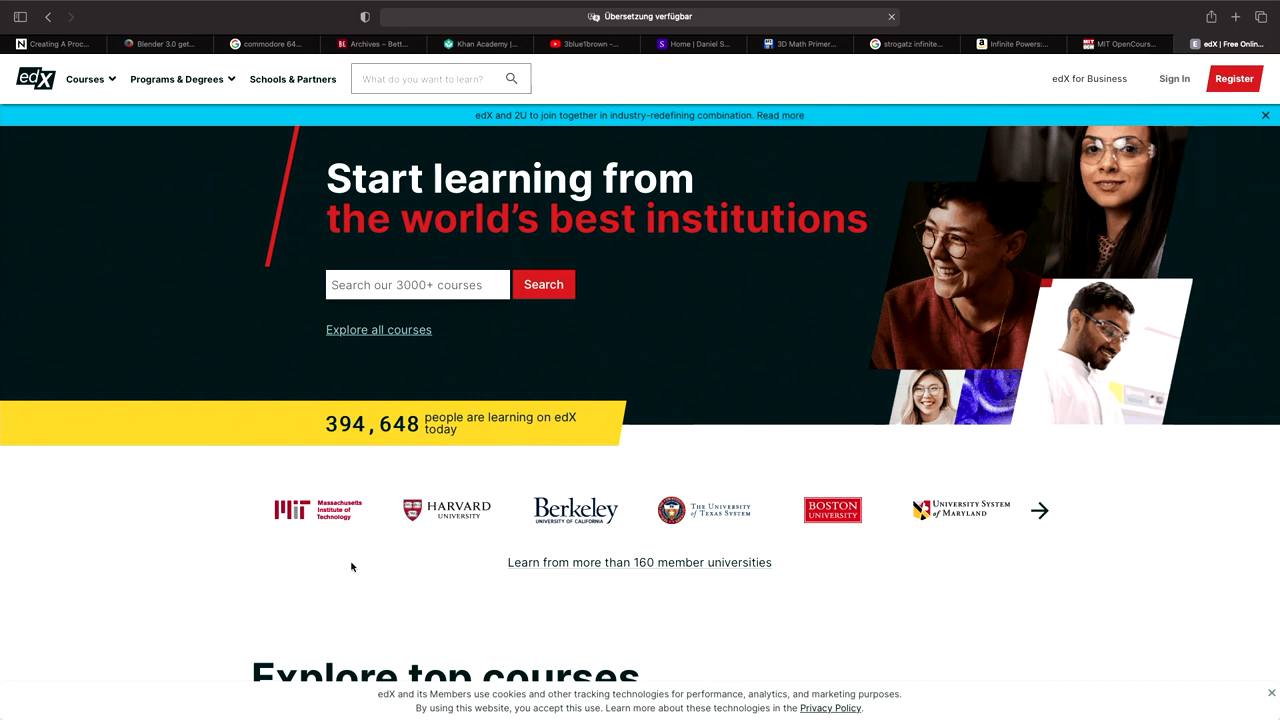 Übersetzung verfügbar
Creating A Proc...
Blender 3.0 get...
commodore 64...
Archives – Bett...
Khan Academy |...
3blue1brown -...
Home | Daniel S...
3D Math Primer...
strogatz infinite...
Infinite Powers:...
MIT OpenCours...
edX | Free Onlin...
edX
Courses
Programs & Degrees
Schools & Partners
What do you want to learn?
edX for Business
Sign In
Register
edX and 2U to join together in industry-redefining combination. Read more
Start learning from
the world's best institutions
Search our 3000+ courses
Search
Explore all courses
394,648 people are learning on edX
today
MIT Massachusetts
Institute of
Technology
HARVARD
UNIVERSITY
Berkeley
UNIVERSITY OF CALIFORNIA
THE UNIVERSITY
OF TEXAS SYSTEM
BOSTON
UNIVERSITY
UNIVERSITY SYSTEM
of MARYLAND
Learn from more than 160 member universities
Explore top courses
edX and its Members use cookies and other tracking technologies for performance, analytics, and marketing purposes.
By using this website, you accept this use. Learn more about these technologies in the Privacy Policy.